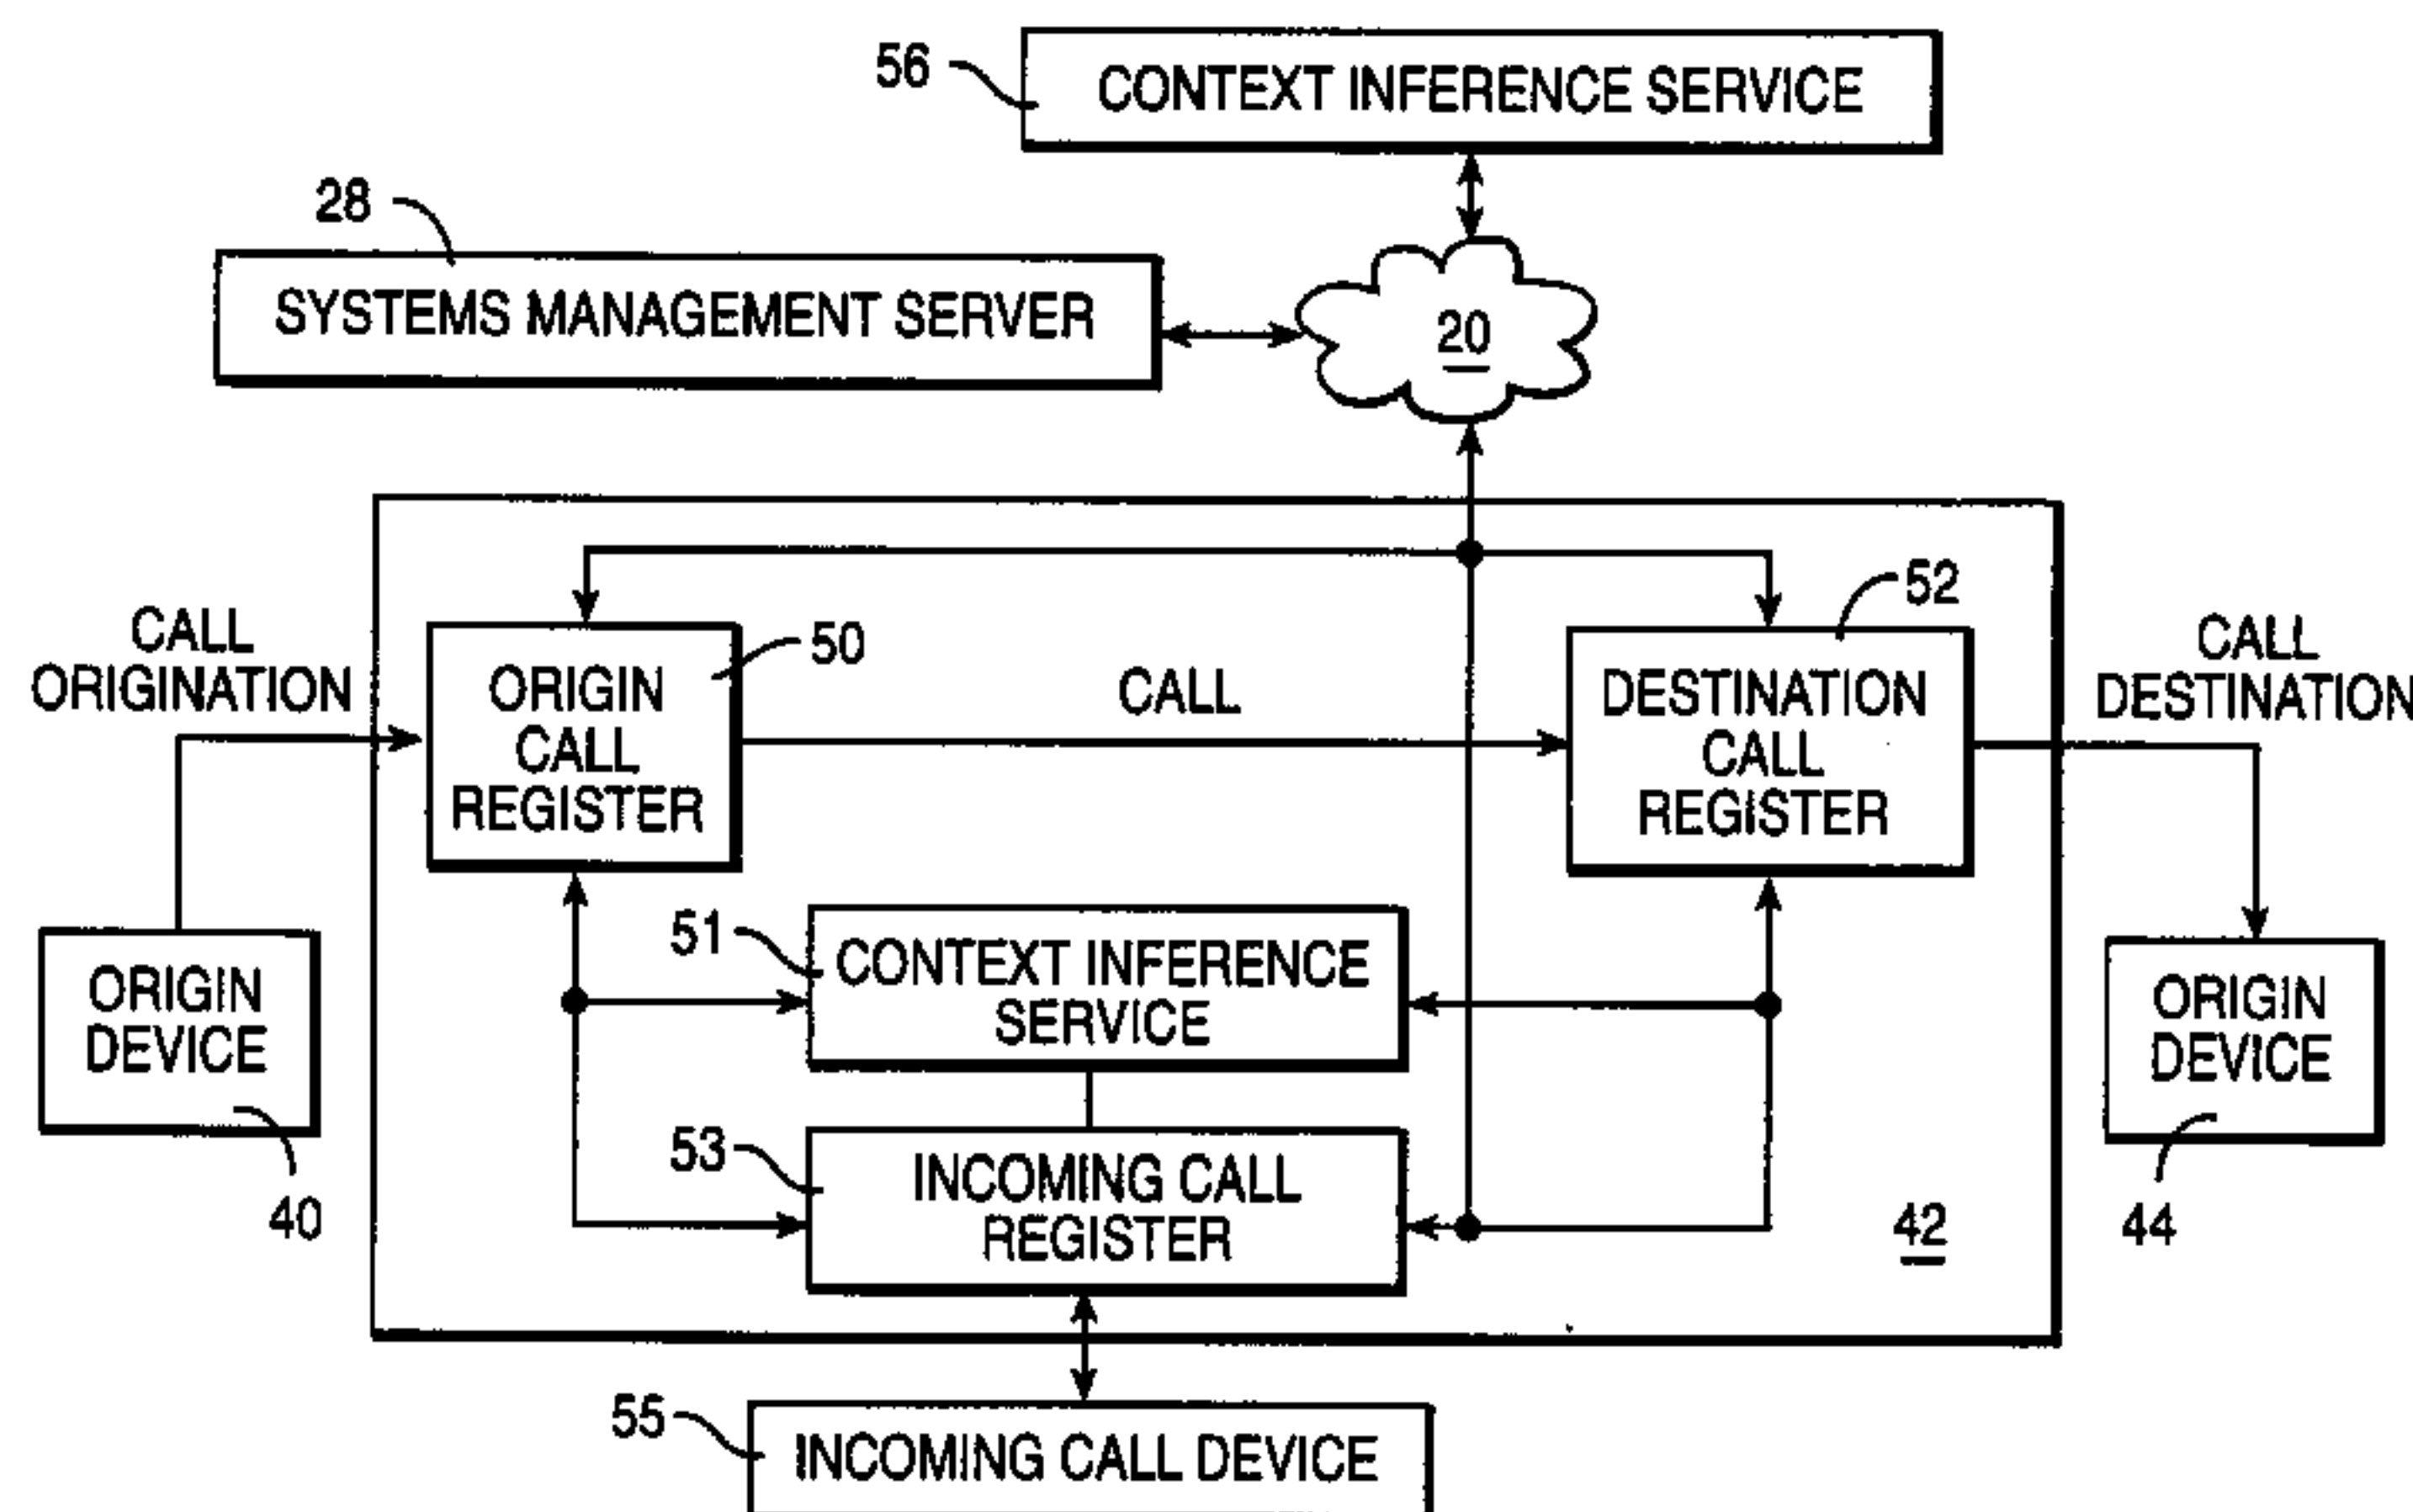 56
CONTEXT INFERENCE SERVICE
28
SYSTEMS MANAGEMENT SERVER
20
CALL
ORIGINATION
50
ORIGIN
CALL
REGISTER
CALL
52
DESTINATION
CALL
REGISTER
CALL
DESTINATION
51
CONTEXT INFERENCE
SERVICE
ORIGIN
DEVICE
40
53
INCOMING CALL
REGISTER
42
ORIGIN
DEVICE
44
55
INCOMING CALL DEVICE